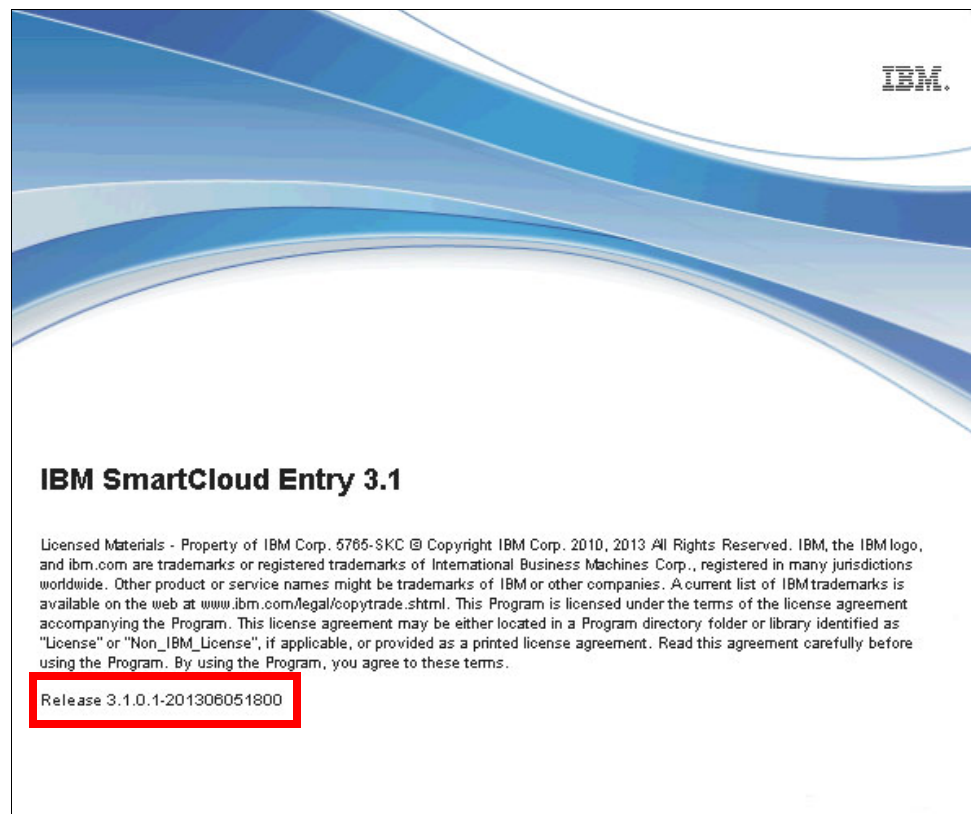 IBM.
IBM SmartCloud Entry 3.1
Licensed Materials - Property of IBM Corp. 5765-SKC © Copyright IBM Corp. 2010, 2013 All Rights Reserved. IBM, the IBM logo,
and ibm.com are trademarks or registered trademarks of International Business Machines Corp., registered in many jurisdictions
worldwide. Other product or service names might be trademarks of IBM or other companies. A current list of IBM trademarks is
available on the web at www.ibm.com/legal/copytrade.shtml. This Program is licensed under the terms of the license agreement
accompanying the Program. This license agreement may be either located in a Program directory folder or library identified as
"License" or "Non_IBM_License", if applicable, or provided as a printed license agreement. Read this agreement carefully before
using the Program. By using the Program, you agree to these terms.
Release 3.1.0.1-201306051800